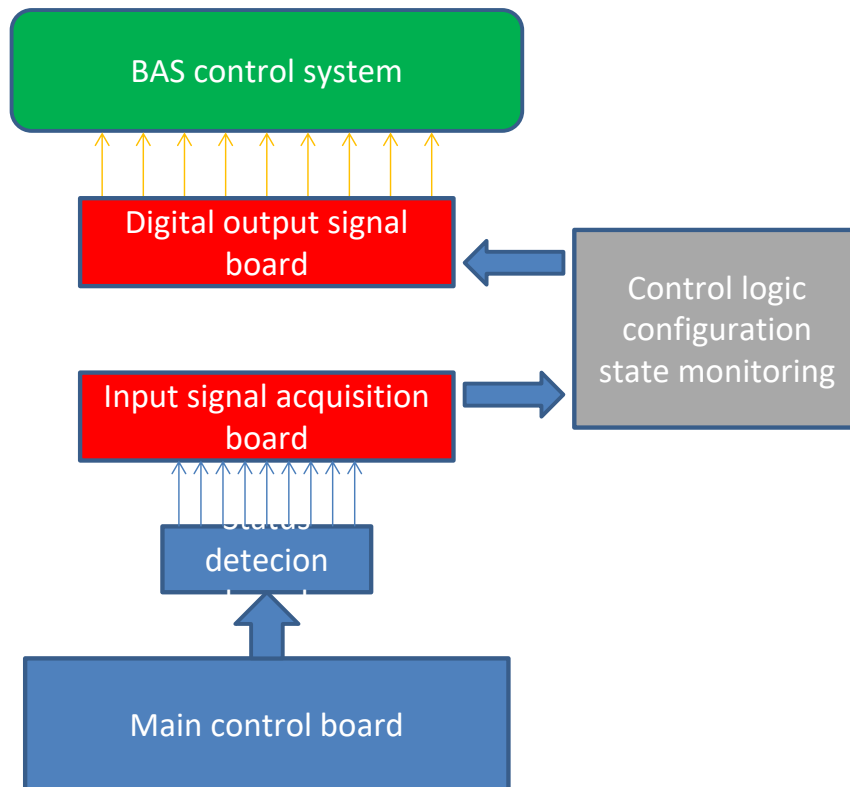 BAS control system
Digital output signal
board
Control logic
configuration
state monitoring
Input signal acquisition
board
Status
detecion
Main control board